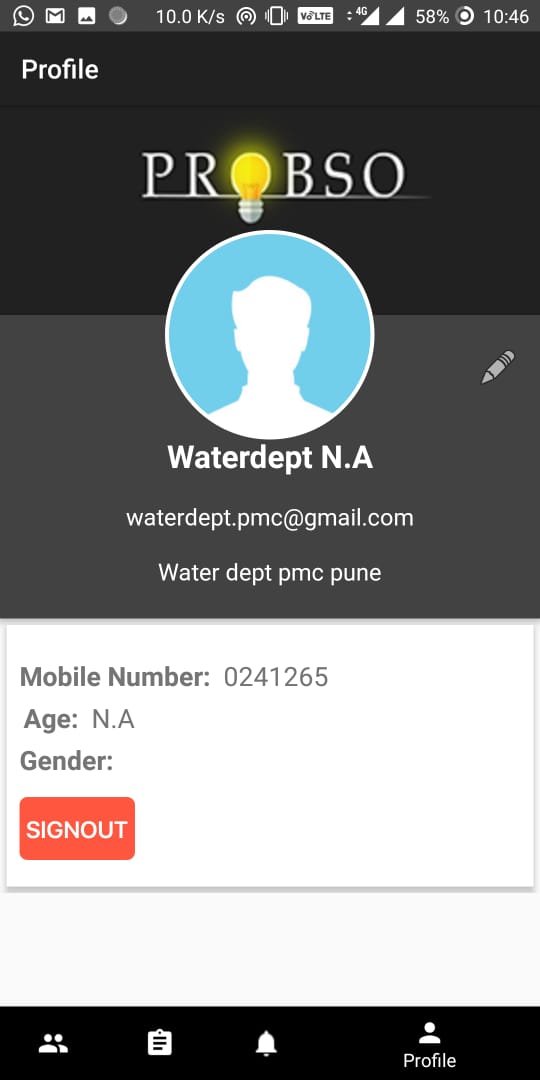 10.0 K/s VoLTE 4G 58% 10:46
Profile
PROBSO
Waterdept N.A
waterdept.pmc@gmail.com
Water dept pmc pune
Mobile Number: 0241265
Age: N.A
Gender:
SIGNOUT
Profile